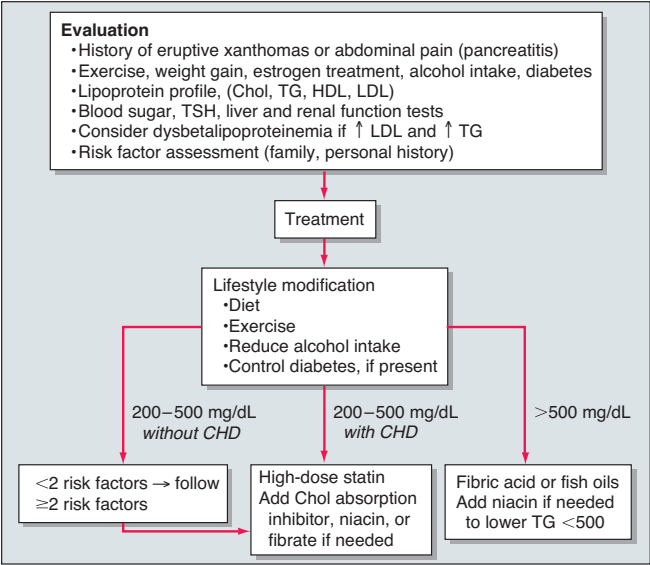 Evaluation
•History of eruptive xanthomas or abdominal pain (pancreatitis)
•Exercise, weight gain, estrogen treatment, alcohol intake, diabetes
•Lipoprotein profile, (Chol, TG, HDL, LDL)
•Blood sugar, TSH, liver and renal function tests
•Consider dysbetalipoproteinemia if ↑ LDL and ↑ TG
•Risk factor assessment (family, personal history)
Treatment
Lifestyle modification
•Diet
•Exercise
•Reduce alcohol intake
•Control diabetes, if present
200–500 mg/dL
without CHD
200–500 mg/dL
with CHD
>500 mg/dL
<2 risk factors → follow
≥2 risk factors
High-dose statin
Add Chol absorption
inhibitor, niacin, or
fibrate if needed
Fibric acid or fish oils
Add niacin if needed
to lower TG <500